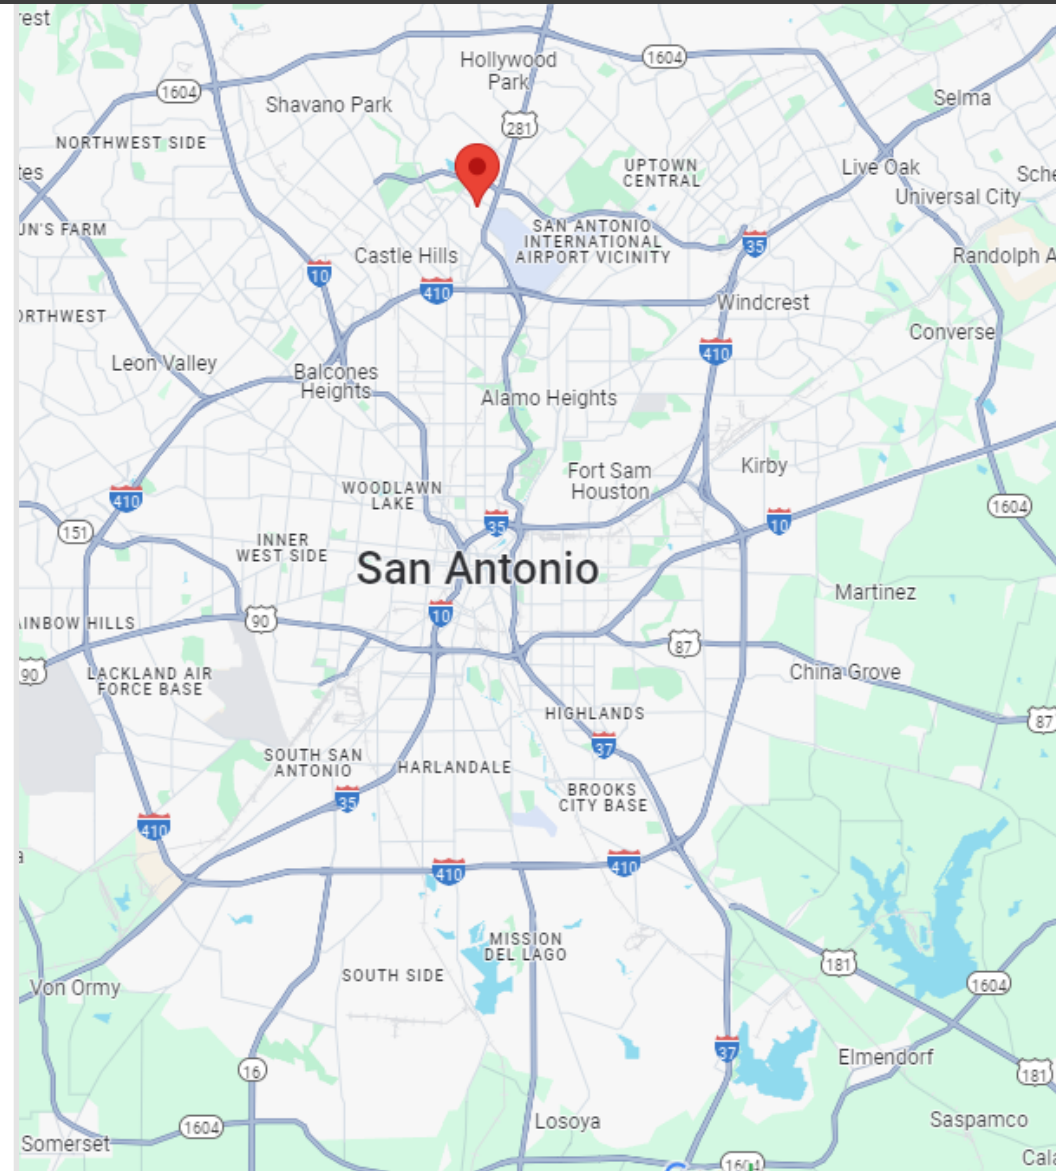 rest
Hollywood
Park
1604
1604
Shavano Park
Selma
281
NORTHWEST SIDE
UPTOWN
CENTRAL
Live Oak
tes
Sche
Universal City
UN'S FARM
SAN ANTONIO
INTERNATIONAL
AIRPORT VICINITY
35
Castle Hills
Randolph A
10
410
Windcrest
ORTHWEST
Converse
410
Leon Valley
Balcones
Heights
Alamo Heights
Fort Sam
Houston
Kirby
WOODLAWN
LAKE
410
1604
35
10
151
INNER
WEST SIDE
San Antonio
Martinez
10
90
AINBOW HILLS
87
90
LACKLAND AIR
FORCE BASE
China Grove
HIGHLANDS
87
37
SOUTH SAN
ANTONIO
HARLANDALE
BROOKS
CITY BASE
35
410
a
410
410
MISSION
DEL LAGO
181
SOUTH SIDE
1604
Von Ormy
37
Elmendorf
16
181
Losoya
Saspamco
1604
Somerset
1604
Cala